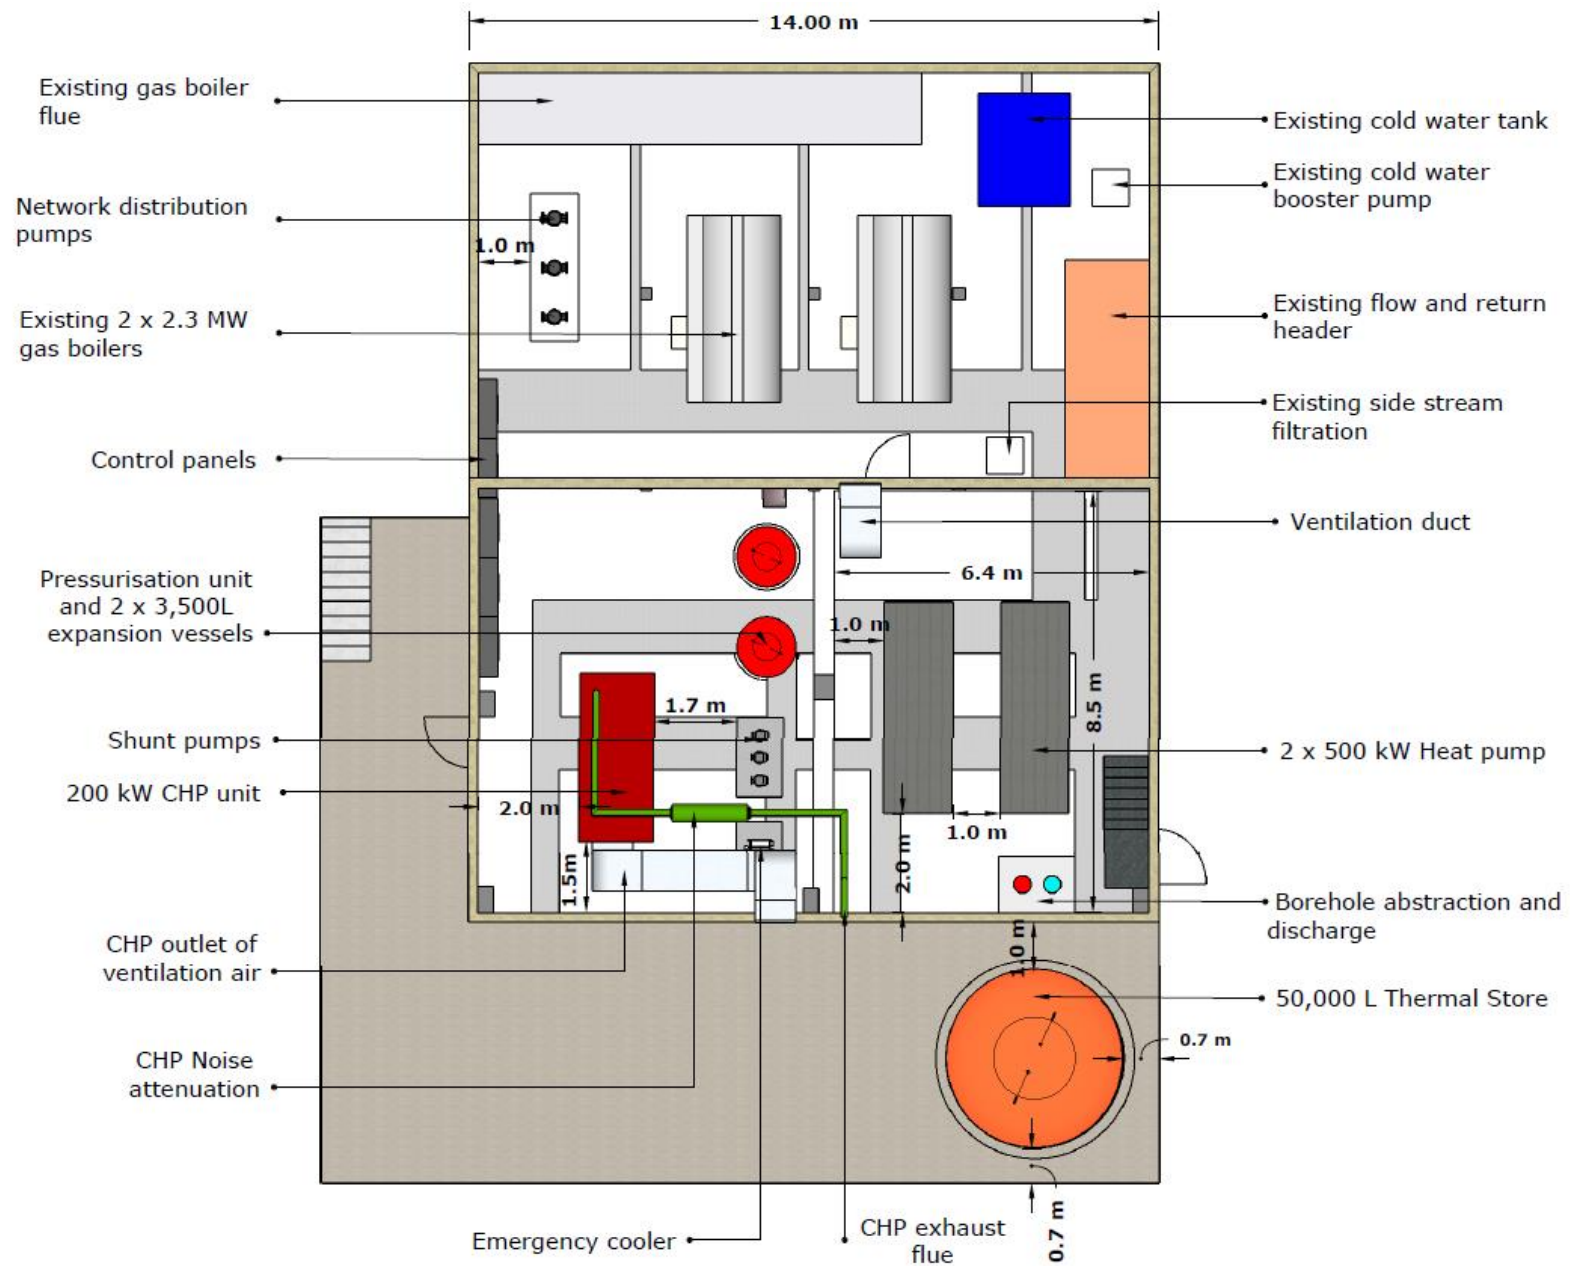 14.00 m
Existing gas boiler
flue
Existing cold water tank
Existing cold water
booster pump
Network distribution
pumps
1.0 m
Existing 2 x 2.3 MW
gas boilers
Existing flow and return
header
Existing side stream
filtration
Control panels
Ventilation duct
6.4 m
Pressurisation unit
and 2 x 3,500L
expansion vessels
1.0 m
8.5 m
1.7 m
Shunt pumps
2 x 500 kW Heat pump
200 kW CHP unit
2.0 m
1.0 m
2.0 m
1.5m
Borehole abstraction and
discharge
CHP outlet of
ventilation air
1.0 m
50,000 L Thermal Store
0.7 m
CHP Noise
attenuation
0.7 m
Emergency cooler
CHP exhaust
flue